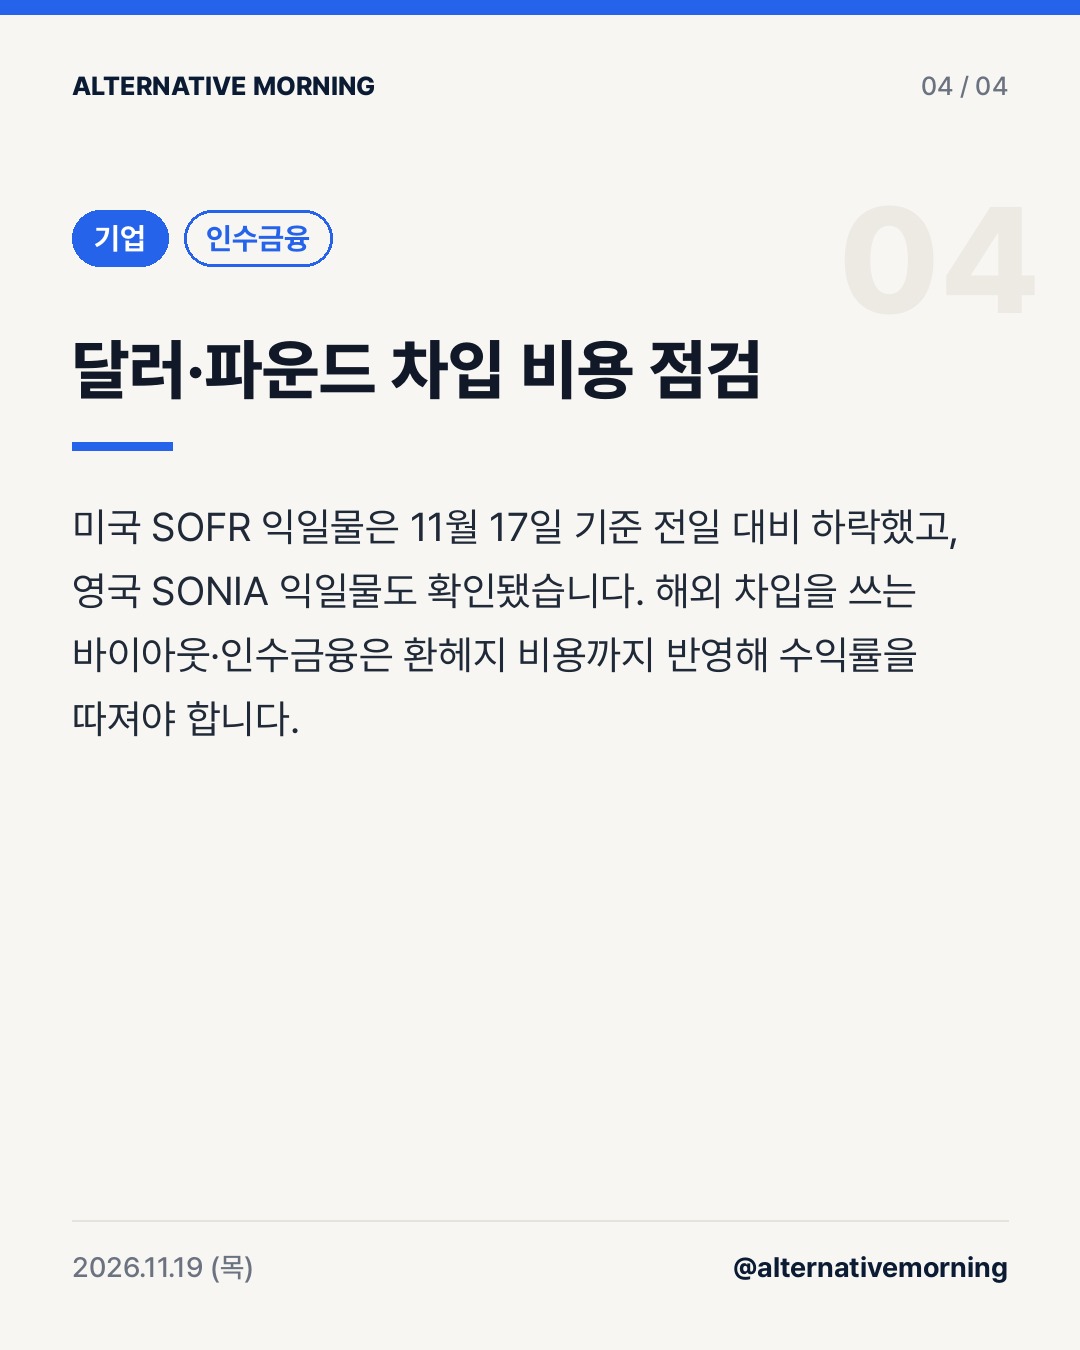 ALTERNATIVE MORNING
04 / 04
기업
인수금융
04
달러·파운드 차입 비용 점검
미국 SOFR 익일물은 11월 17일 기준 전일 대비 하락했고,
영국 SONIA 익일물도 확인됐습니다. 해외 차입을 쓰는
바이아웃·인수금융은 환헤지 비용까지 반영해 수익률을
따져야 합니다.
2026.11.19 (목)
@alternativemorning